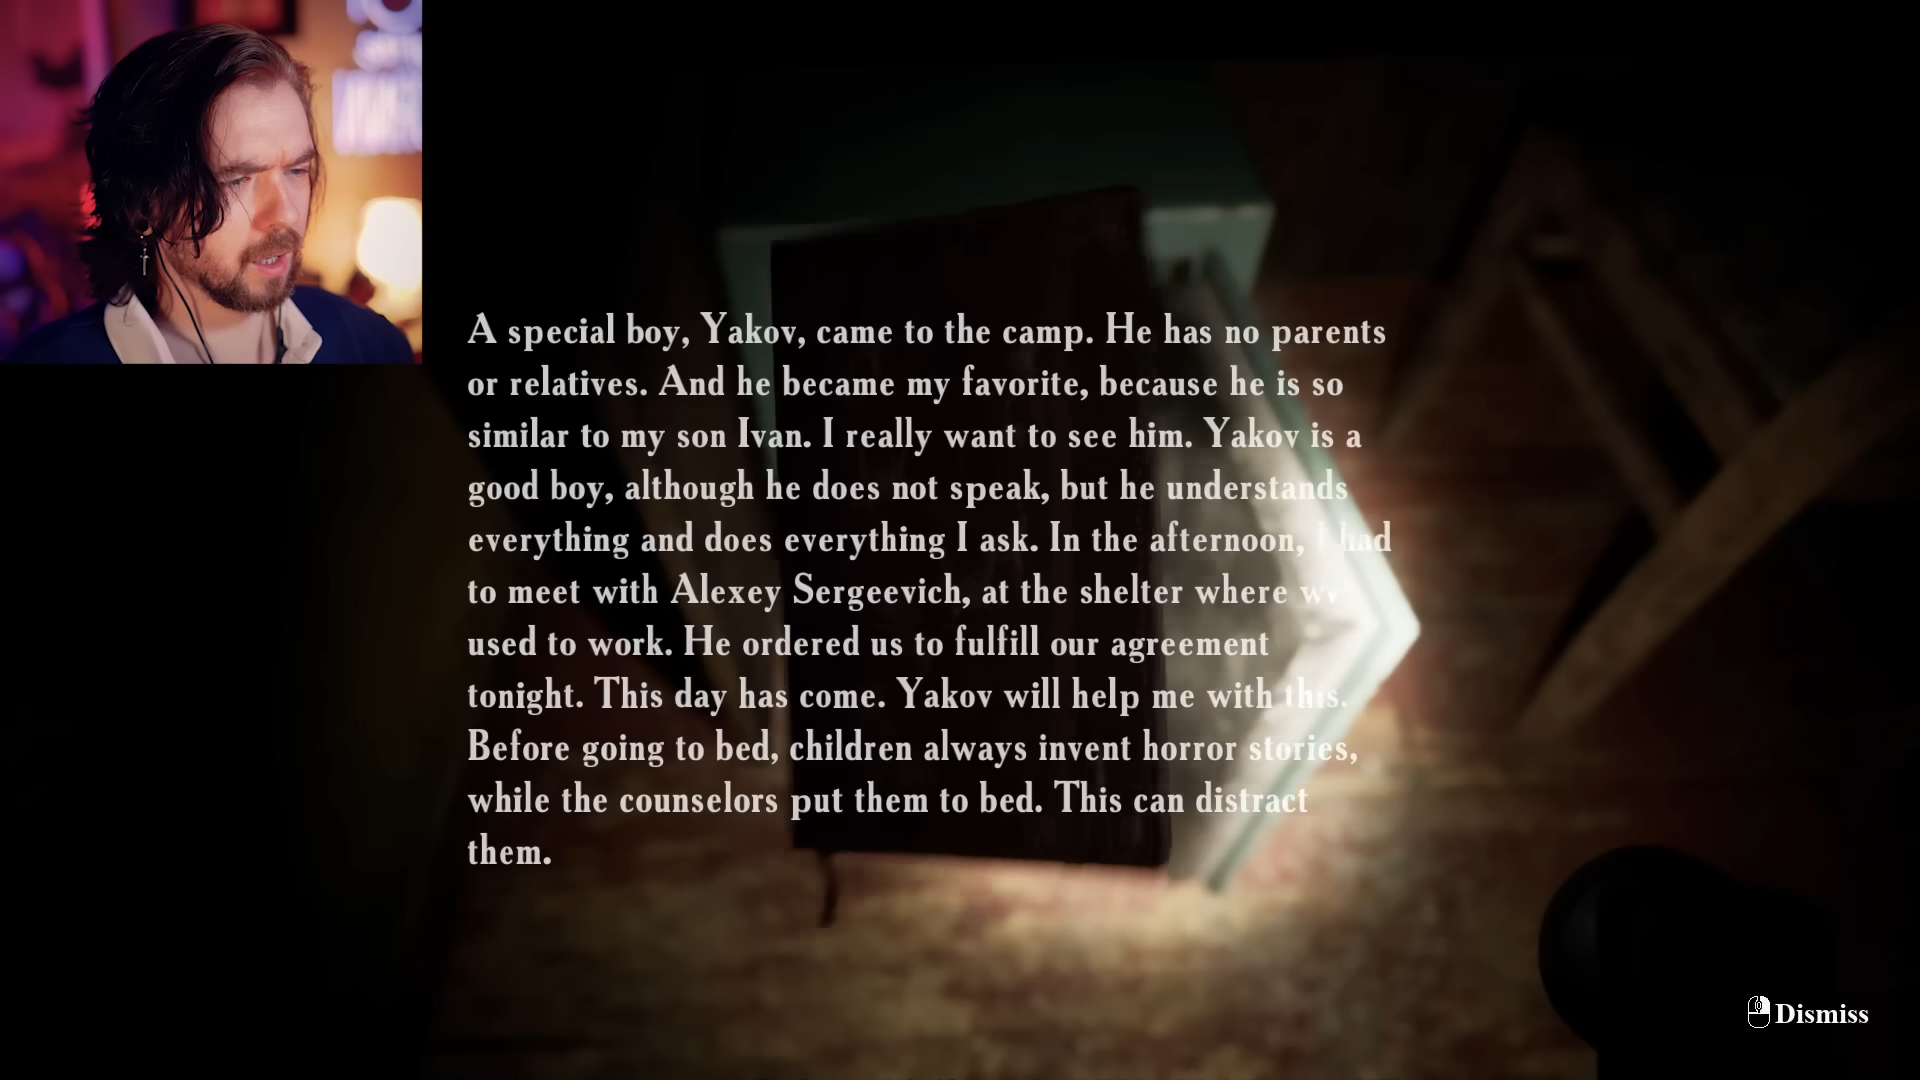 A special boy, Yakov, came to the camp. He has no parents
or relatives. And he became my favorite, because he is so
similar to my son Ivan. I really want to see him. Yakov is a
good boy, although he does not speak, but he understands
everything and does everything I ask. In the afternoon, I had
to meet with Alexey Sergeevich, at the shelter where we
used to work. He ordered us to fulfill our agreement
tonight. This day has come. Yakov will help me with this.
Before going to bed, children always invent horror stories,
while the counselors put them to bed. This can distract
them.
Dismiss